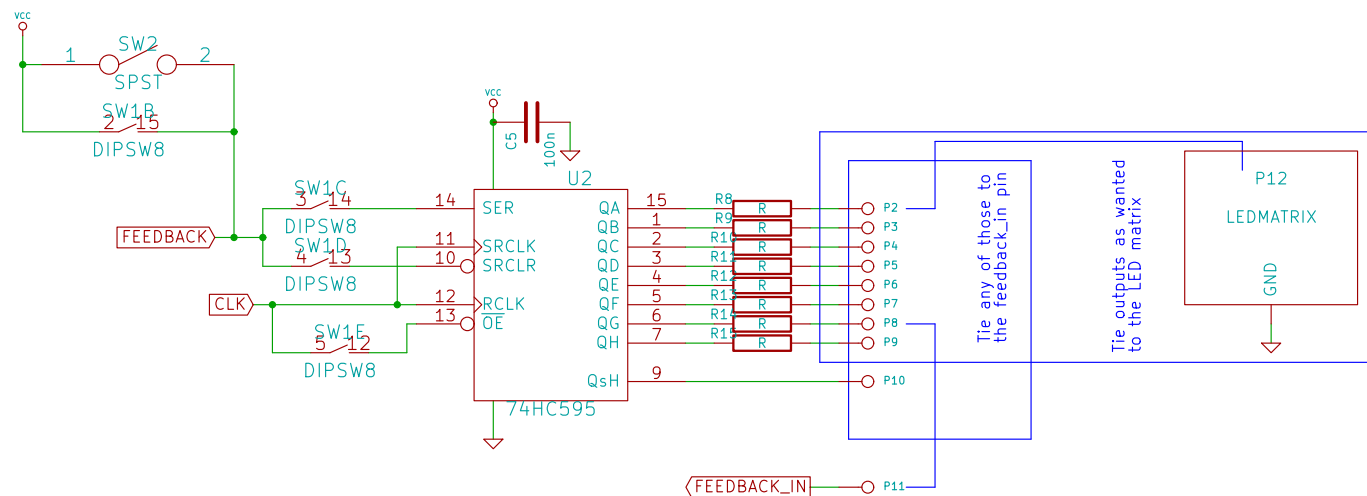 VCC
SW2
1
2
SPST
SW1B
2
15
DIPSW8
VCC
C5
100n
U2
SW1C
3
14
DIPSW8
FEEDBACK
SW1D
4
13
DIPSW8
CLK
SW1E
5
12
DIPSW8
14
SER
11
SRCLK
10
SRCLR
12
RCLK
13
OE
QA
15
QB
1
QC
2
QD
3
QE
4
QF
5
QG
6
QH
7
QsH
9
74HC595
R8
R
R9
R
R10
R
R11
R
R12
R
R13
R
R14
R
R15
R
P2
P3
P4
P5
P6
P7
P8
P9
P10
FEEDBACK_IN
P11
Tie any of those to
the feedback_in pin
Tie outputs as wanted
to the LED matrix
P12
LEDMATRIX
GND